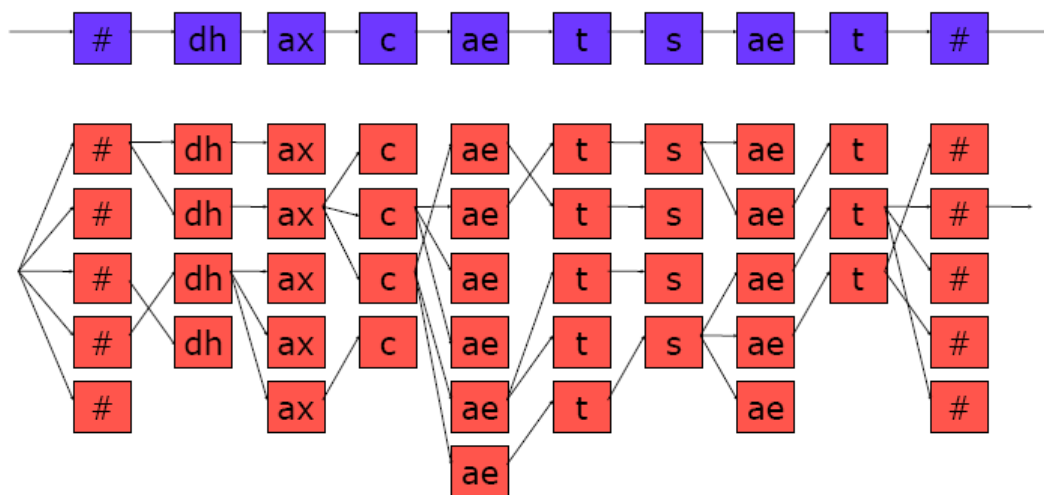 # dh ax c ae t s ae t #
# dh ax c ae t s ae t #
# dh ax c ae t s ae t #
# dh ax c ae t s ae t #
# dh ax c ae t s ae #
# ax ae t ae #
ae